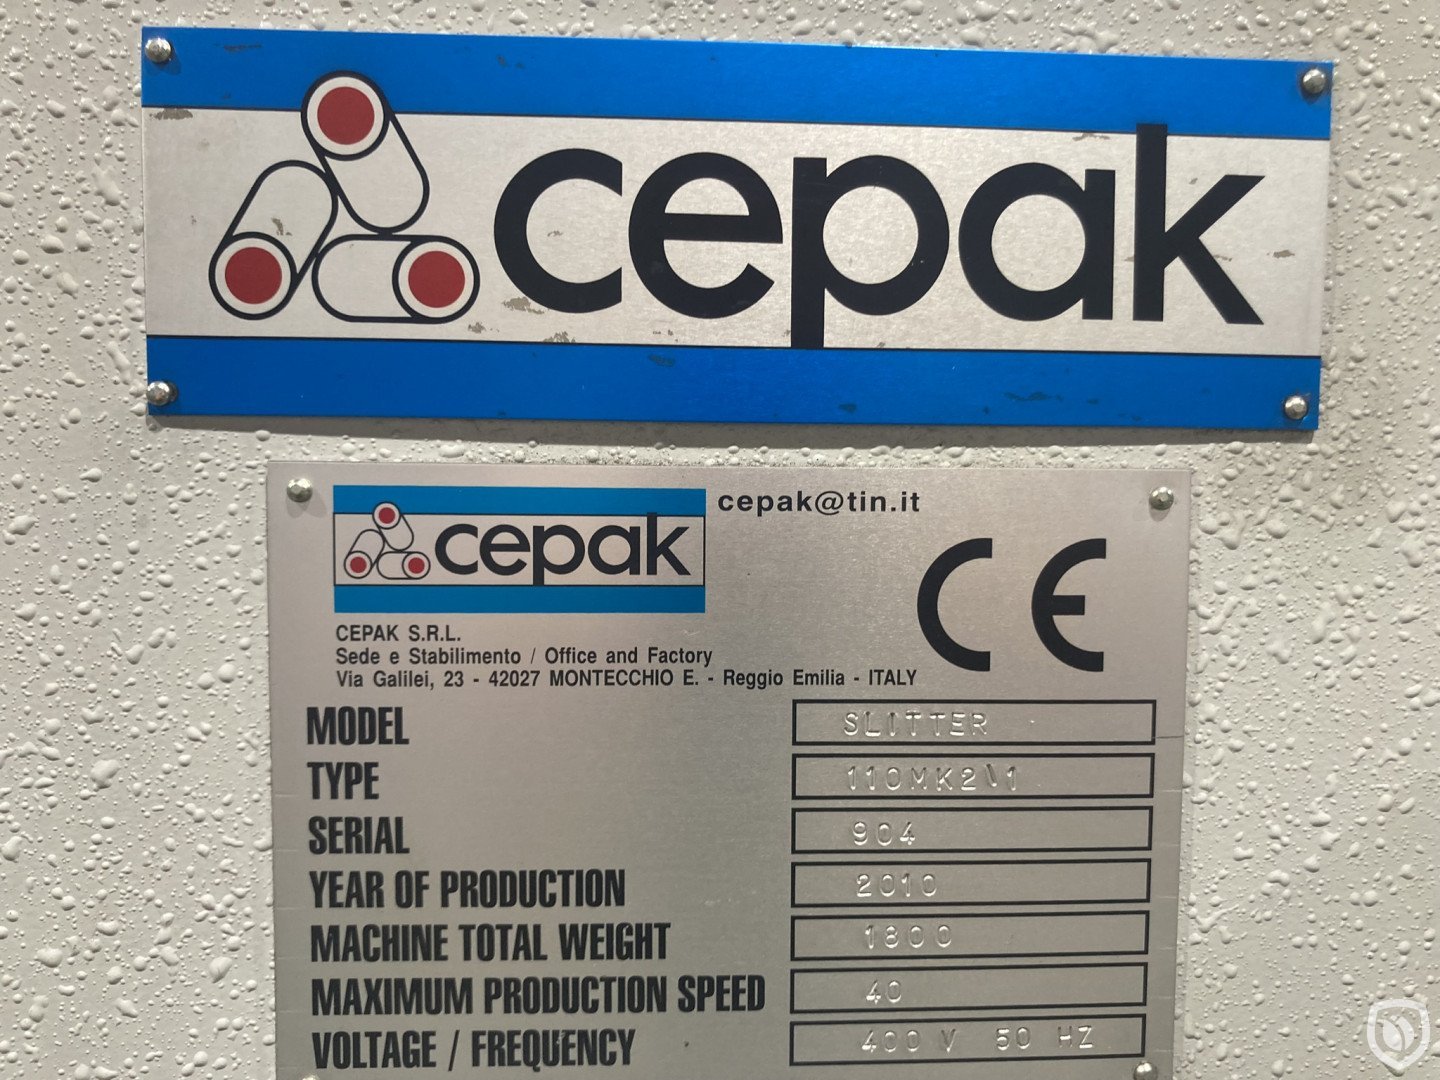 cepak
cepak cepak@tin.it
CE
CEPAK S.R.L.
Sede e Stabilimento / Office and Factory
Via Galilei, 23 - 42027 MONTECCHIO E. - Reggio Emilia - ITALY
MODEL SLITTER
TYPE 110MK2\1
SERIAL 904
YEAR OF PRODUCTION 2010
MACHINE TOTAL WEIGHT 1800
MAXIMUM PRODUCTION SPEED 40
VOLTAGE / FREQUENCY 400 V 50 HZ